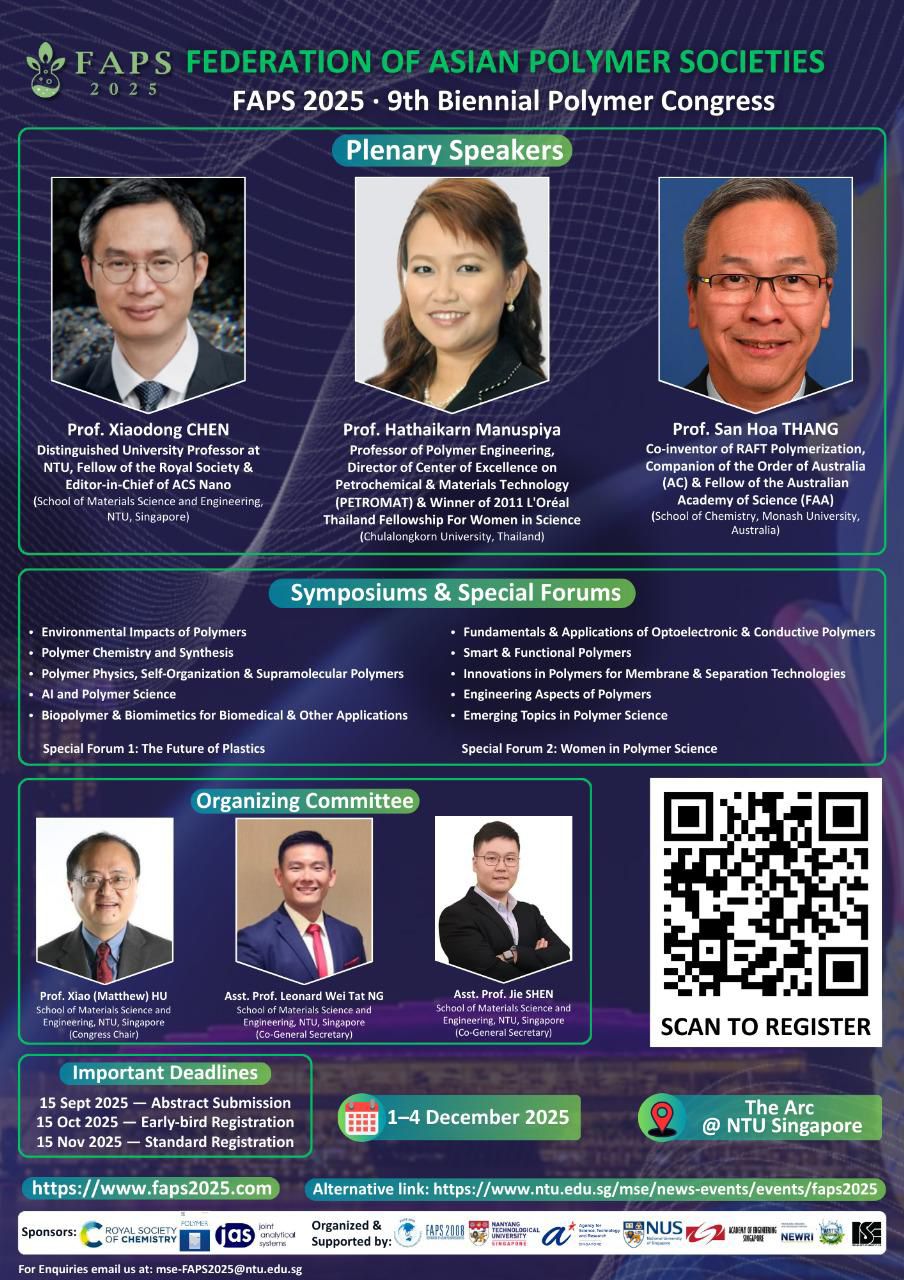 FAPS
2025
FEDERATION OF ASIAN POLYMER SOCIETIES
FAPS 2025 · 9th Biennial Polymer Congress
Plenary Speakers
Prof. Xiaodong CHEN
Distinguished University Professor at
NTU, Fellow of the Royal Society &
Editor-in-Chief of ACS Nano
(School of Materials Science and Engineering,
NTU, Singapore)
Prof. Hathaikarn Manuspiya
Professor of Polymer Engineering,
Director of Center of Excellence on
Petrochemical & Materials Technology
(PETROMAT) & Winner of 2011 L'Oréal
Thailand Fellowship For Women in Science
(Chulalongkorn University, Thailand)
Prof. San Hoa THANG
Co-inventor of RAFT Polymerization,
Companion of the Order of Australia
(AC) & Fellow of the Australian
Academy of Science (FAA)
(School of Chemistry, Monash University,
Australia)
Symposiums & Special Forums
• Environmental Impacts of Polymers
• Polymer Chemistry and Synthesis
• Polymer Physics, Self-Organization & Supramolecular Polymers
• AI and Polymer Science
• Biopolymer & Biomimetics for Biomedical & Other Applications
Special Forum 1: The Future of Plastics
• Fundamentals & Applications of Optoelectronic & Conductive Polymers
• Smart & Functional Polymers
• Innovations in Polymers for Membrane & Separation Technologies
• Engineering Aspects of Polymers
• Emerging Topics in Polymer Science
Special Forum 2: Women in Polymer Science
Organizing Committee
Prof. Xiao (Matthew) HU
School of Materials Science and
Engineering, NTU, Singapore
(Congress Chair)
Asst. Prof. Leonard Wei Tat NG
School of Materials Science and
Engineering, NTU, Singapore
(Co-General Secretary)
Asst. Prof. Jie SHEN
School of Materials Science and
Engineering, NTU, Singapore
(Co-General Secretary)
SCAN TO REGISTER
Important Deadlines
15 Sept 2025 — Abstract Submission
15 Oct 2025 — Early-bird Registration
15 Nov 2025 — Standard Registration
1–4 December 2025
The Arc
@ NTU Singapore
https://www.faps2025.com
Alternative link: https://www.ntu.edu.sg/mse/news-events/events/faps2025
Sponsors:
ROYAL SOCIETY
OF CHEMISTRY
POLYMER
jas
joint
analytical
systems
Organized &
Supported by:
FAPS 2008
NANYANG
TECHNOLOGICAL
UNIVERSITY
SINGAPORE
Agency for
Science, Technology
and Research
SINGAPORE
NUS
National University
of Singapore
ACADEMY OF ENGINEERING
SINGAPORE
NEWRI
For Enquiries email us at: mse-FAPS2025@ntu.edu.sg